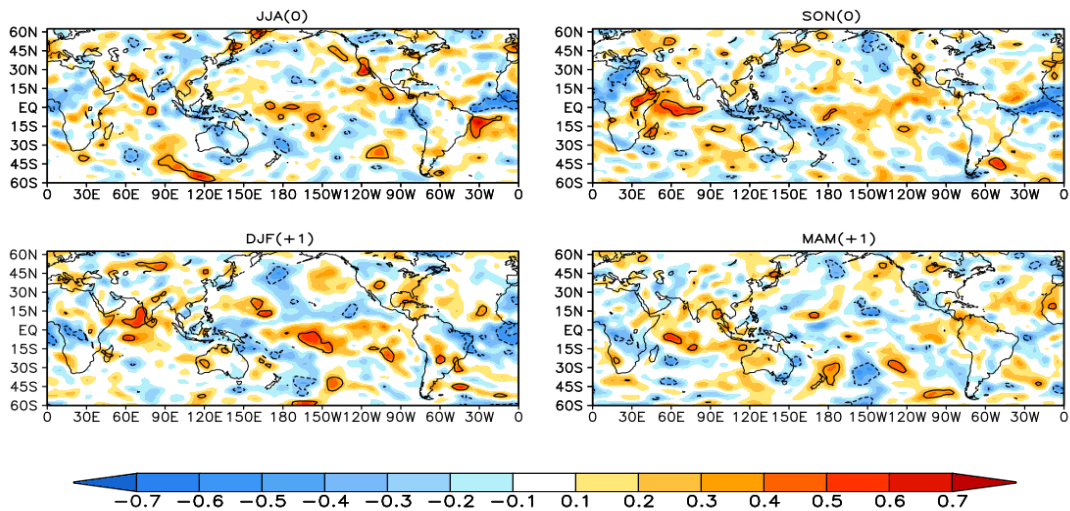 JJA(0) SON(0)
60N 60N
45N 45N
30N 30N
15N 15N
EQ EQ
15S 15S
30S 30S
45S 45S
60S 60S
0 30E 60E 90E 120E 150E 180 150W 120W 90W 60W 30W 0 0 30E 60E 90E 120E 150E 180 150W 120W 90W 60W 30W 0
DJF(+1) MAM(+1)
60N 60N
45N 45N
30N 30N
15N 15N
EQ EQ
15S 15S
30S 30S
45S 45S
60S 60S
0 30E 60E 90E 120E 150E 180 150W 120W 90W 60W 30W 0 0 30E 60E 90E 120E 150E 180 150W 120W 90W 60W 30W 0
-0.7 -0.6 -0.5 -0.4 -0.3 -0.2 -0.1 0.1 0.2 0.3 0.4 0.5 0.6 0.7